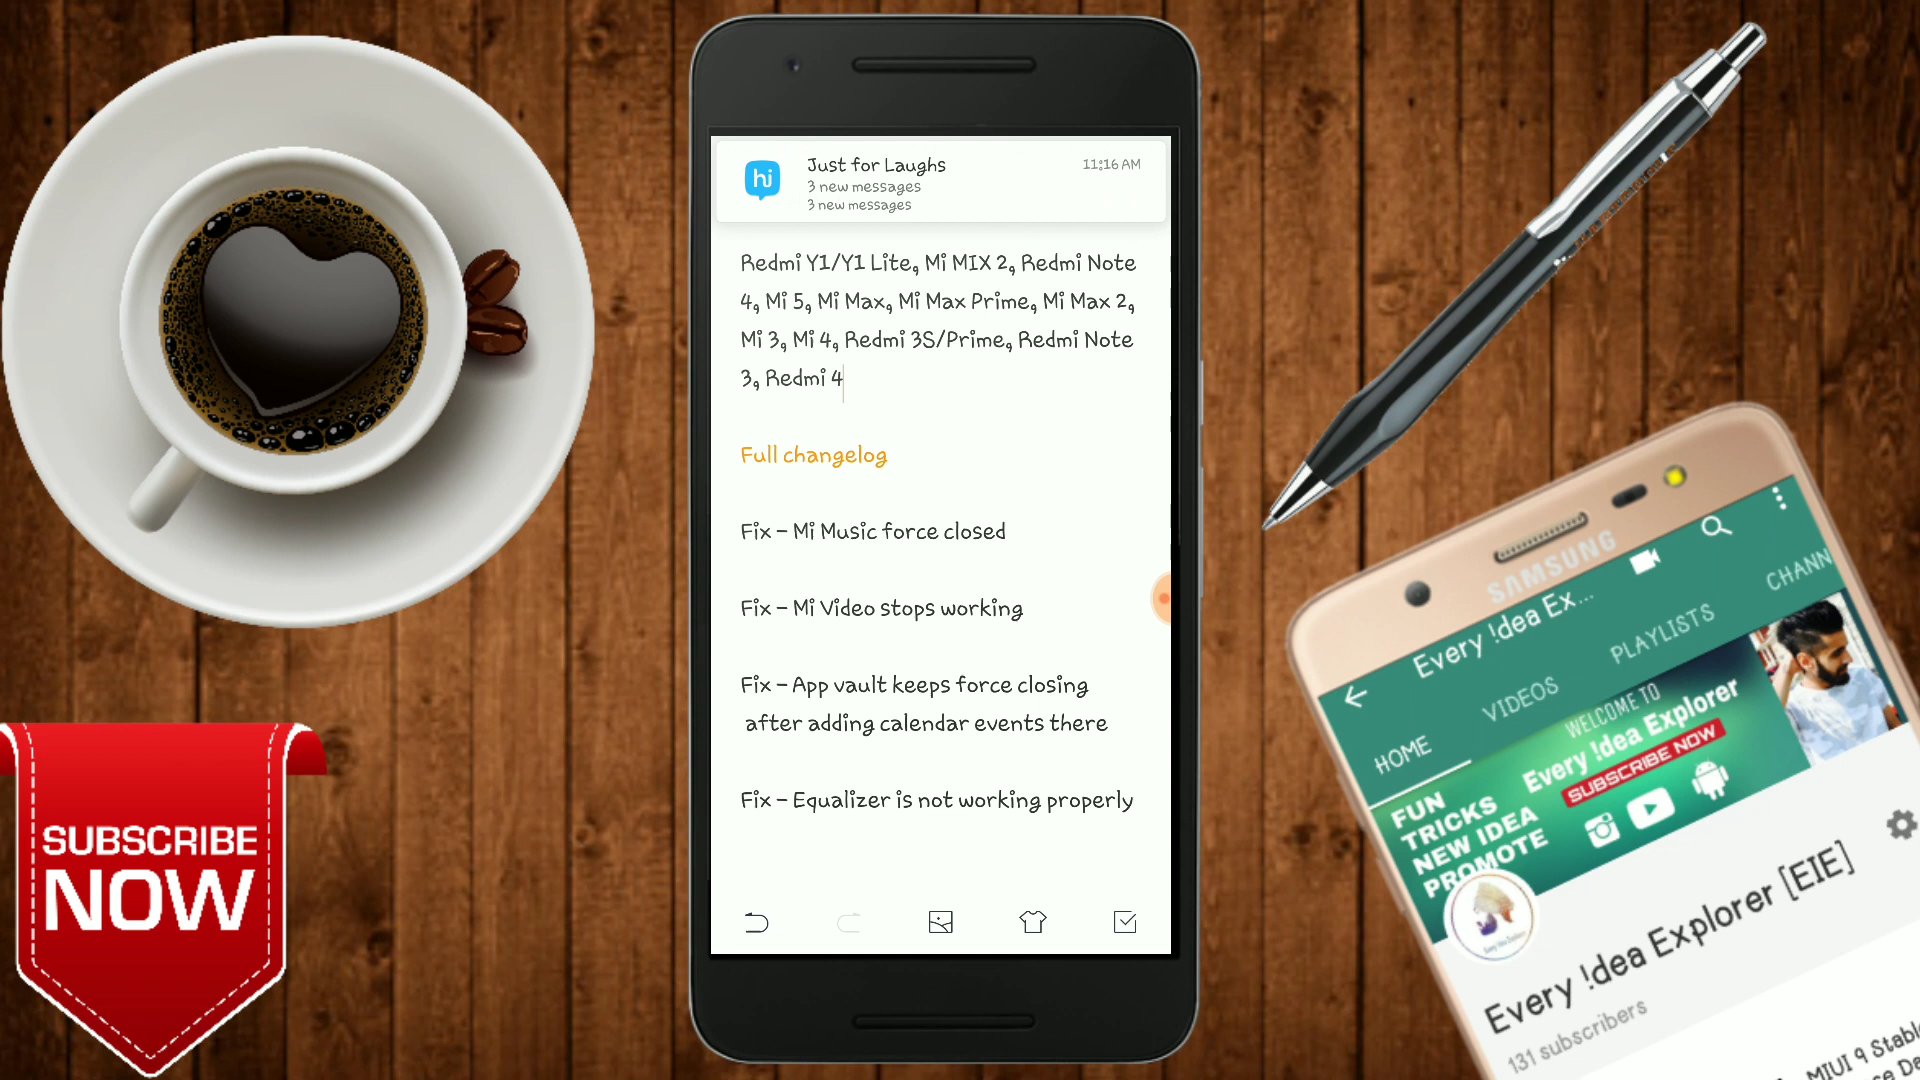 hi
Just for Laughs
11:16 AM
3 new messages
3 new messages
Redmi Y1/Y1 Lite, Mi MIX 2, Redmi Note
4, Mi 5, Mi Max, Mi Max Prime, Mi Max 2,
Mi 3, Mi 4, Redmi 3S/Prime, Redmi Note
3, Redmi 4
Full changelog
Fix - Mi Music force closed
Fix - Mi Video stops working
Fix - App vault keeps force closing
after adding calendar events there
Fix - Equalizer is not working properly
SUBSCRIBE
NOW
SAMSUNG
Every !dea Ex...
HOME
VIDEOS
PLAYLISTS
CHANN
WELCOME TO
Every !dea Explorer
SUBSCRIBE NOW
FUN
TRICKS
NEW IDEA
PROMOTE
Every !dea Explorer [EIE]
131 subscribers
MIUI 9 Stabl